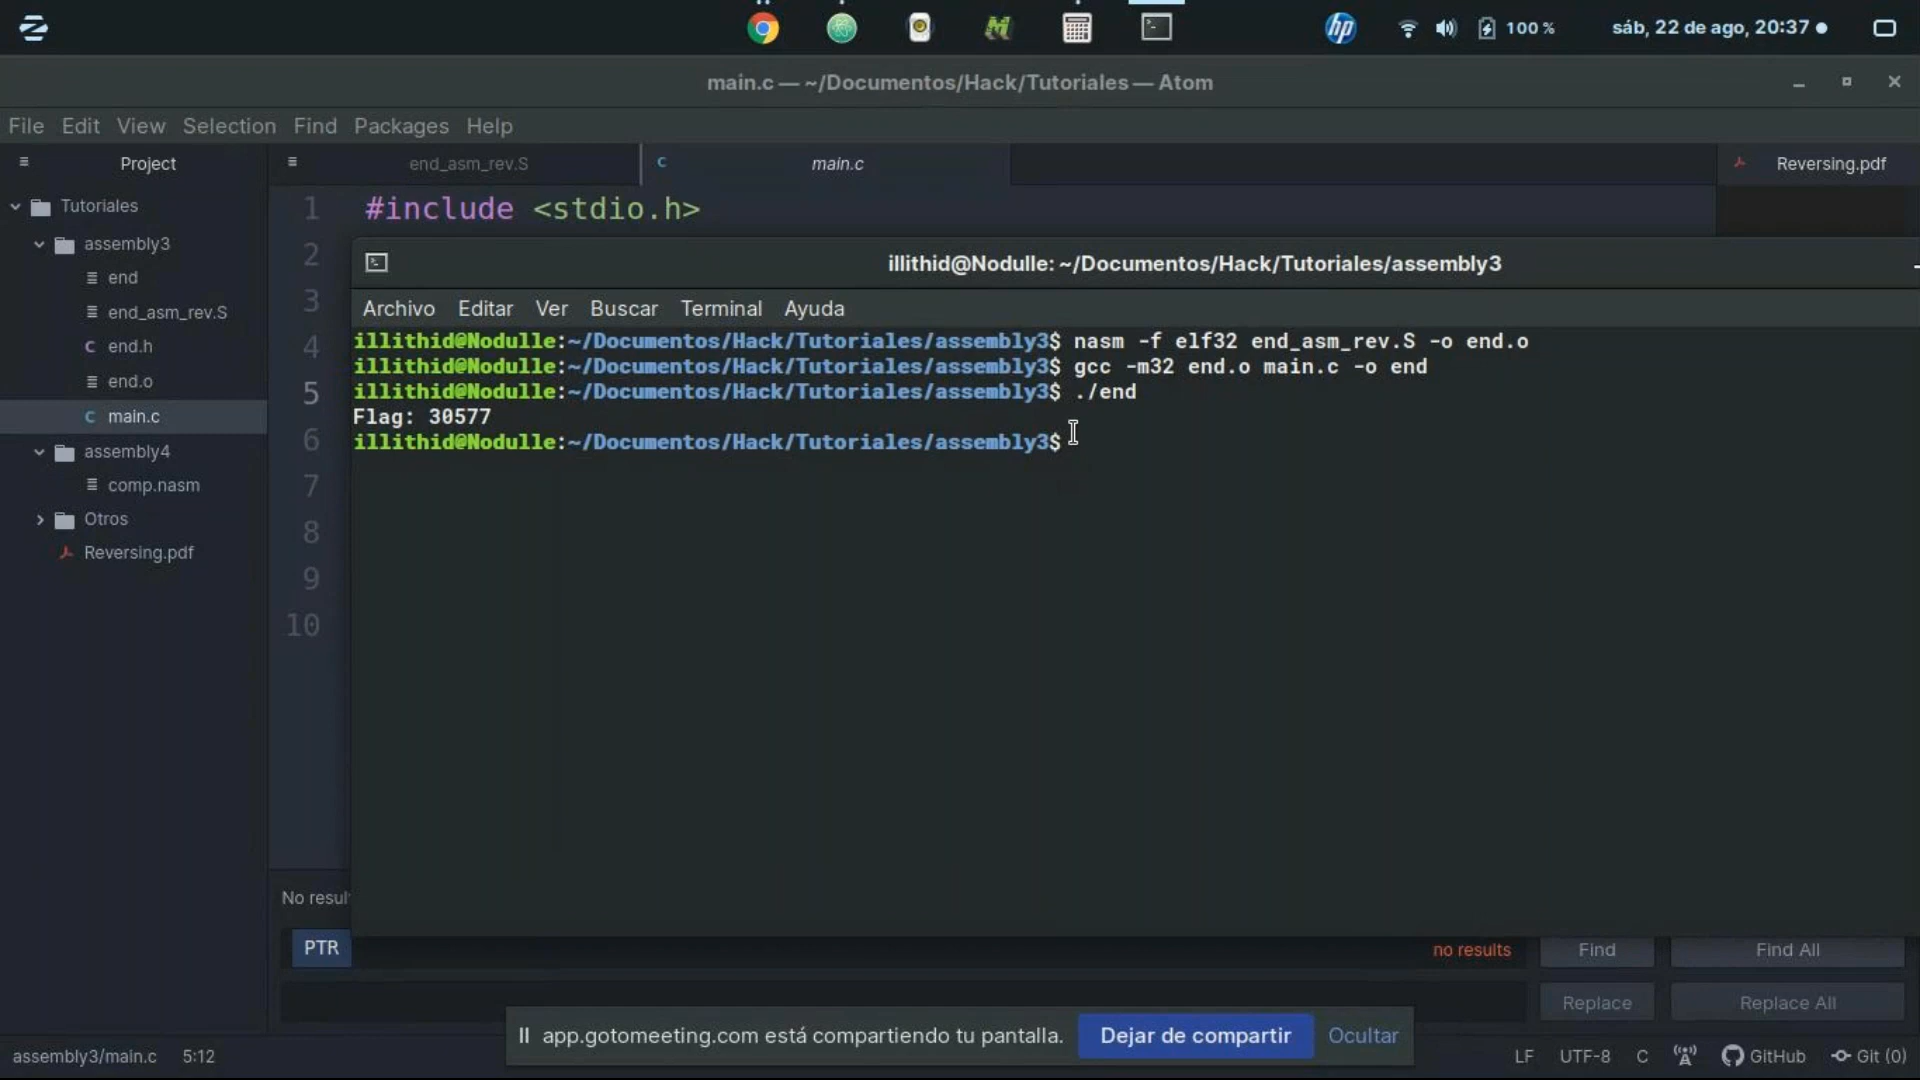 100 %
sáb, 22 de ago, 20:37
main.c — ~/Documentos/Hack/Tutoriales — Atom
File Edit View Selection Find Packages Help
Project
end_asm_rev.S
main.c
Reversing.pdf
Tutoriales
assembly3
end
end_asm_rev.S
C end.h
end.o
C main.c
assembly4
comp.nasm
Otros
Reversing.pdf
1 #include <stdio.h>
2
3
4
5
6
7
8
9
10
illithid@Nodulle: ~/Documentos/Hack/Tutoriales/assembly3
Archivo Editar Ver Buscar Terminal Ayuda
illithid@Nodulle:~/Documentos/Hack/Tutoriales/assembly3$ nasm -f elf32 end_asm_rev.S -o end.o
illithid@Nodulle:~/Documentos/Hack/Tutoriales/assembly3$ gcc -m32 end.o main.c -o end
illithid@Nodulle:~/Documentos/Hack/Tutoriales/assembly3$ ./end
Flag: 30577
illithid@Nodulle:~/Documentos/Hack/Tutoriales/assembly3$
No resul
PTR
no results
Find
Find All
Replace
Replace All
app.gotomeeting.com está compartiendo tu pantalla. Dejar de compartir Ocultar
assembly3/main.c 5:12
LF UTF-8 C GitHub Git (0)